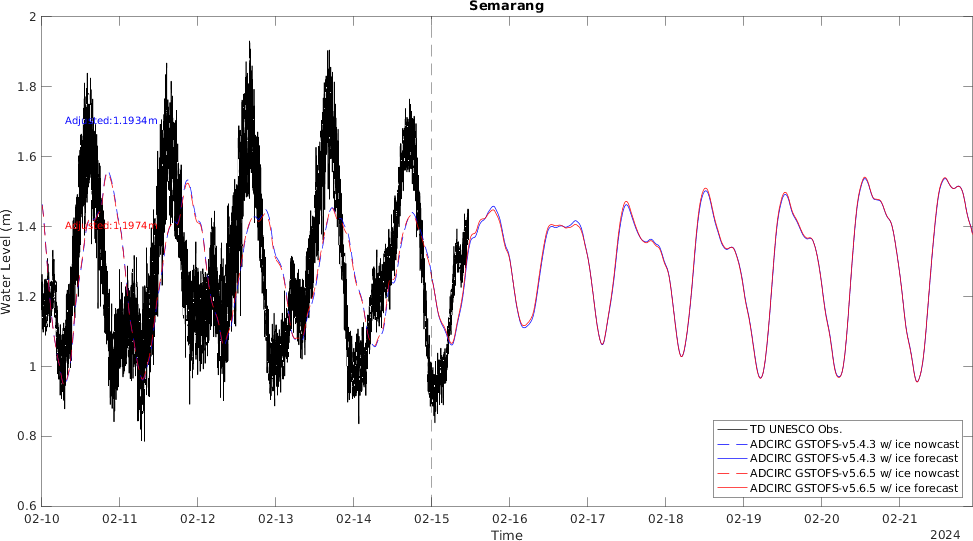 Semarang
2
1.8
1.6
1.4
1.2
1
0.8
0.6
Water Level (m)
Adjusted:1.1934m
Adjusted:1.1974m
TD UNESCO Obs.
ADCIRC GSTOFS-v5.4.3 w/ ice nowcast
ADCIRC GSTOFS-v5.4.3 w/ ice forecast
ADCIRC GSTOFS-v5.6.5 w/ ice nowcast
ADCIRC GSTOFS-v5.6.5 w/ ice forecast
02-10 02-11 02-12 02-13 02-14 02-15 02-16 02-17 02-18 02-19 02-20 02-21
Time
2024